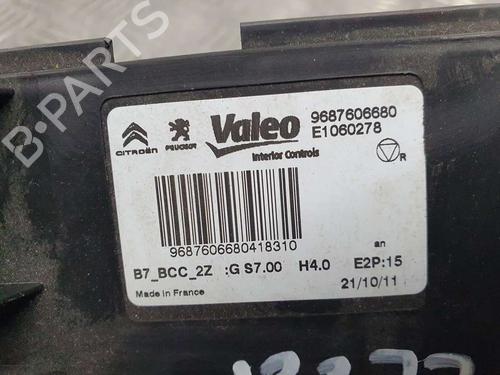 B-PARTS
CITROËN PEUGEOT Valeo 9687606680
E1060278
Interior Controls
R
9687606680418310
an
B7_BCC_2Z :G S7.00 H4.0 E2P:15
Made in France 21/10/11